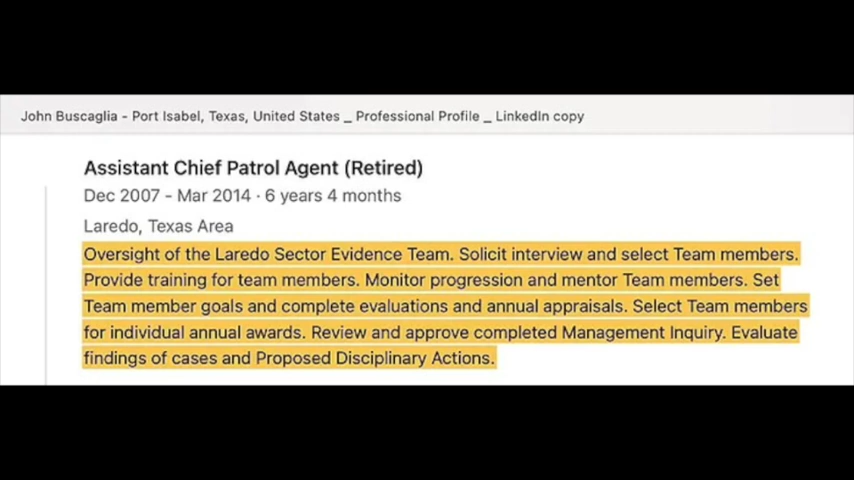 John Buscaglia - Port Isabel, Texas, United States _ Professional Profile _ LinkedIn copy
Assistant Chief Patrol Agent (Retired)
Dec 2007 - Mar 2014 · 6 years 4 months
Laredo, Texas Area
Oversight of the Laredo Sector Evidence Team. Solicit interview and select Team members.
Provide training for team members. Monitor progression and mentor Team members. Set
Team member goals and complete evaluations and annual appraisals. Select Team members
for individual annual awards. Review and approve completed Management Inquiry. Evaluate
findings of cases and Proposed Disciplinary Actions.